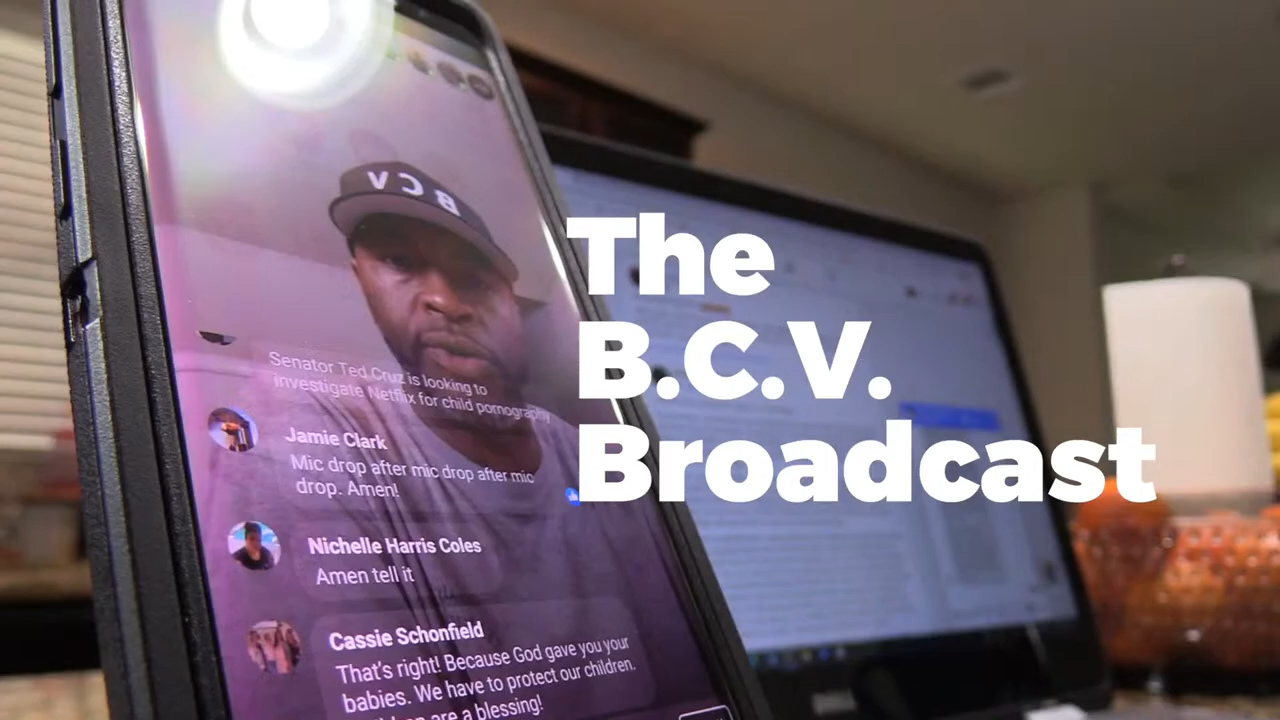 The
B.C.V.
Broadcast
B C V
Senator Ted Cruz is looking to
investigate Netflix for child pornography
Jamie Clark
Mic drop after mic drop after mic
drop. Amen!
Nichelle Harris Coles
Amen tell it
Cassie Schonfield
That's right! Because God gave you your
babies. We have to protect our children.
are a blessing!